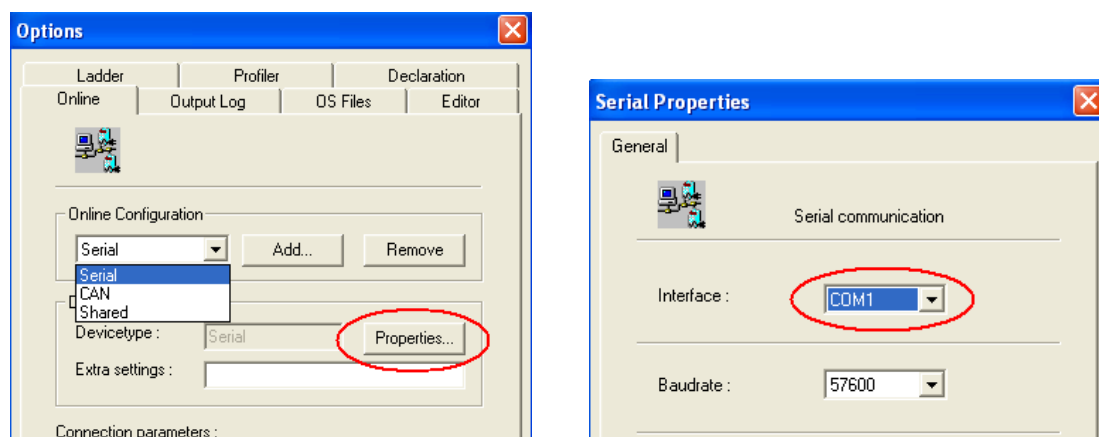 Options
Ladder Profiler Declaration
Online Output Log OS Files Editor
Online Configuration
Serial Add... Remove
Serial
CAN
Shared
Devicetype : Serial Properties...
Extra settings :
Connection parameters :
Serial Properties
General
Serial communication
Interface : COM1
Baudrate : 57600